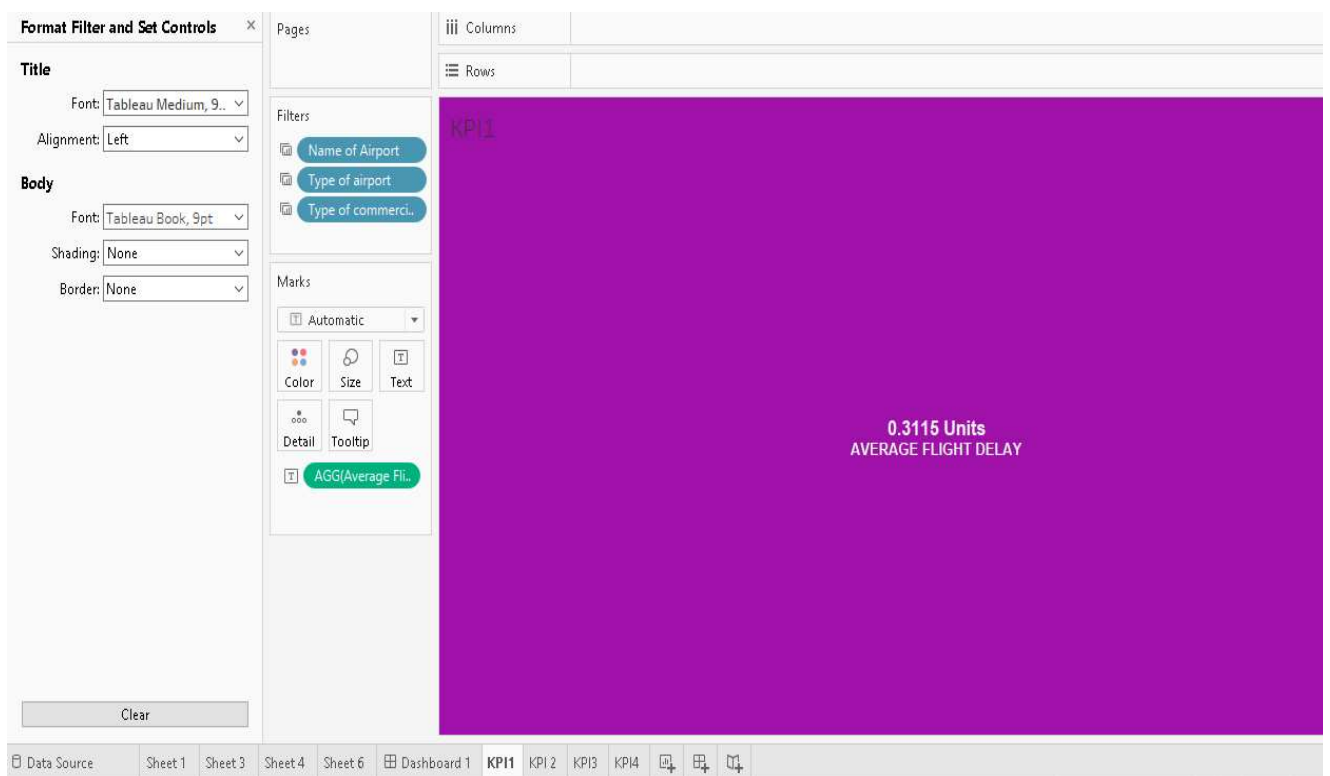 Format Filter and Set Controls ×
Title
Font: Tableau Medium, 9..
Alignment: Left
Body
Font: Tableau Book, 9pt
Shading: None
Border: None
Clear
Pages
Filters
Name of Airport
Type of airport
Type of commerci..
Marks
Automatic
Color Size Text
Detail Tooltip
AGG(Average Fli..
Columns
Rows
KPI1
0.3115 Units
AVERAGE FLIGHT DELAY
Data Source Sheet 1 Sheet 3 Sheet 4 Sheet 6 Dashboard 1 KPI1 KPI 2 KPI3 KPI4